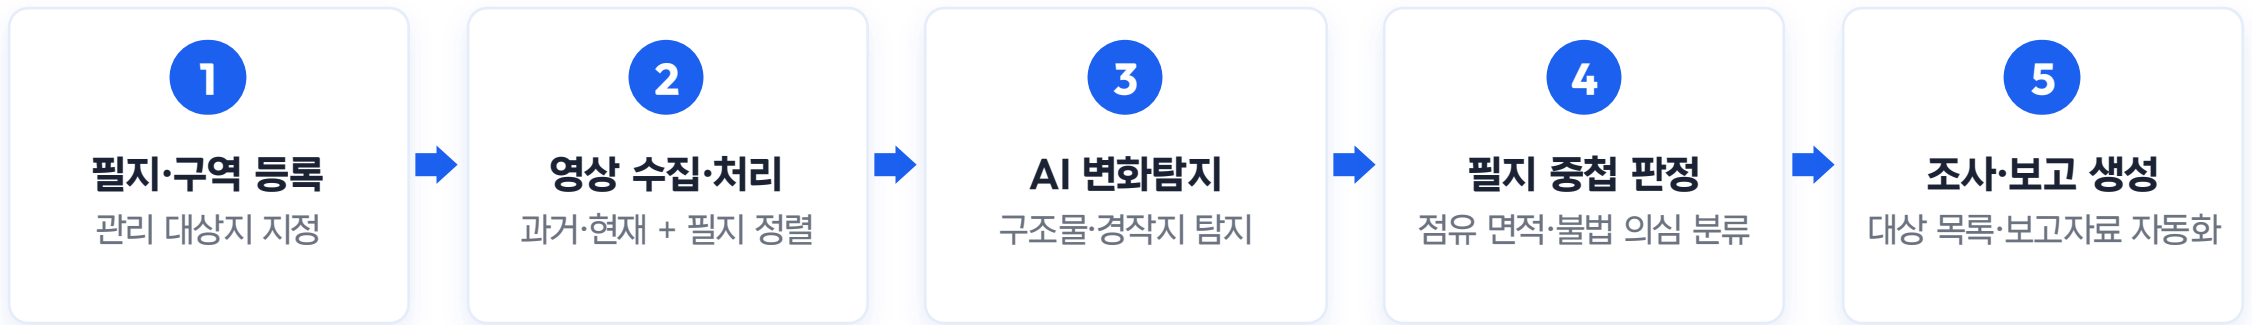 1
필지·구역 등록
관리 대상지 지정
2
영상 수집·처리
과거·현재 + 필지 정렬
3
AI 변화탐지
구조물·경작지 탐지
4
필지 중첩 판정
점유 면적·불법 의심 분류
5
조사·보고 생성
대상 목록·보고자료 자동화